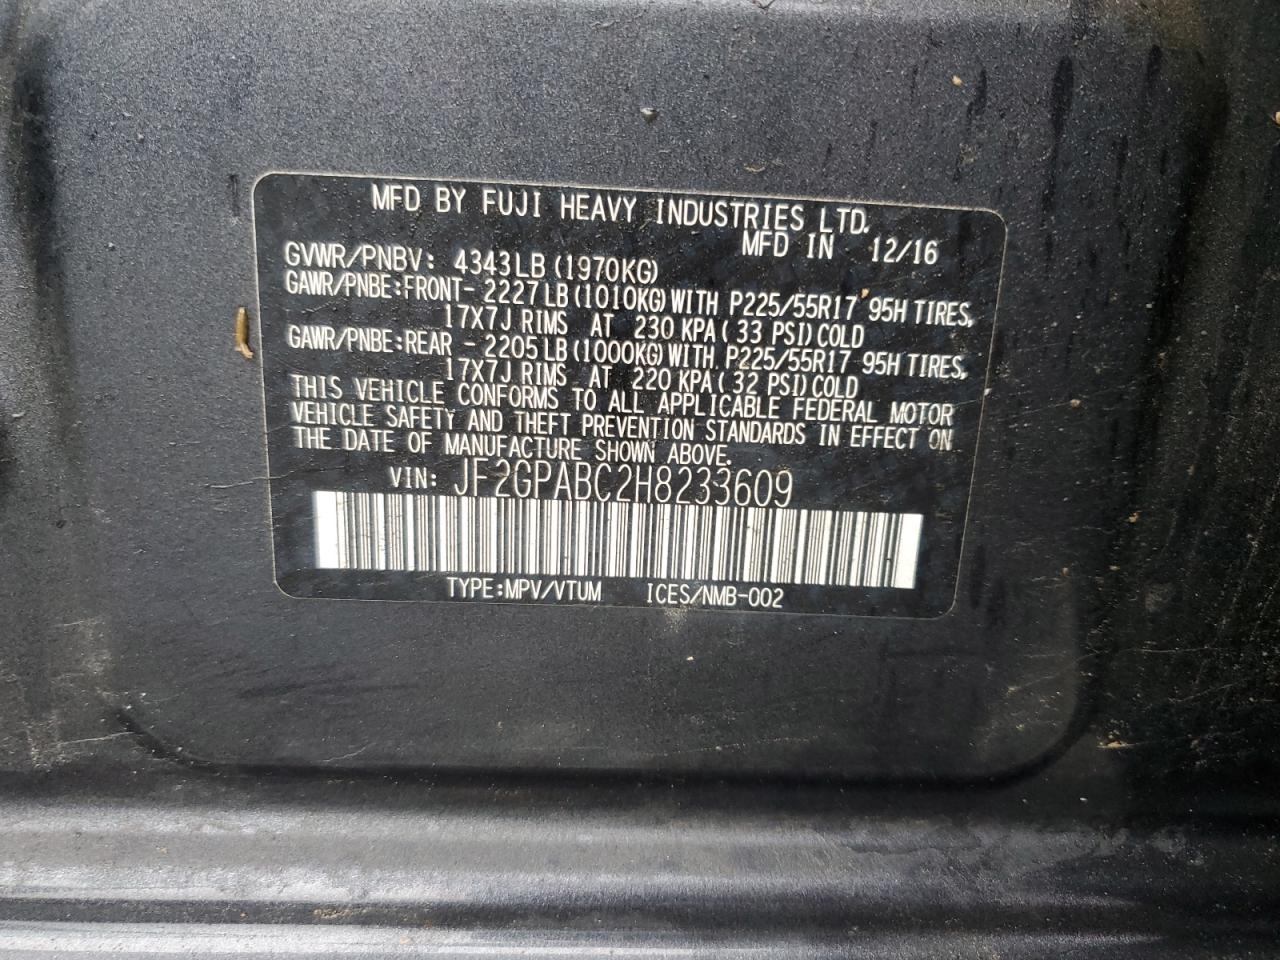 MFD BY FUJI HEAVY INDUSTRIES LTD.
MFD IN 12/16
GVWR/PNBV: 4343LB(1970KG)
GAWR/PNBE:FRONT- 2227LB(1010KG)WITH P225/55R17 95H TIRES,
17X7J RIMS AT 230 KPA(33 PSI)COLD
GAWR/PNBE:REAR - 2205LB(1000KG)WITH P225/55R17 95H TIRES,
17X7J RIMS AT 220 KPA(32 PSI)COLD
THIS VEHICLE CONFORMS TO ALL APPLICABLE FEDERAL MOTOR
VEHICLE SAFETY AND THEFT PREVENTION STANDARDS IN EFFECT ON
THE DATE OF MANUFACTURE SHOWN ABOVE.
VIN: JF2GPABC2H8233609
TYPE:MPV/VTUM ICES/NMB-002